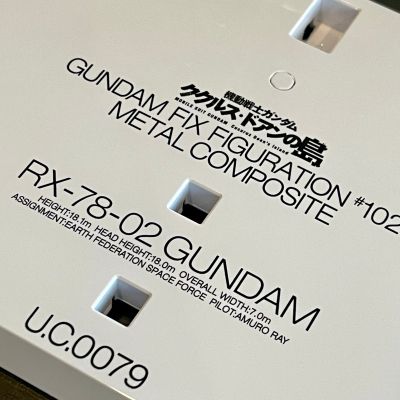 機動戦士ガンダム
ククルス・ドアンの島
MOBILE SUIT GUNDAM Cucuruz Doan's Island
GUNDAM FIX FIGURATION #102
METAL COMPOSITE
RX-78-02 GUNDAM
HEIGHT:18.1m HEAD HEIGHT:18.0m OVERALL WIDTH:7.0m
ASSIGNMENT:EARTH FEDERATION SPACE FORCE PILOT:AMURO RAY
U.C.0079